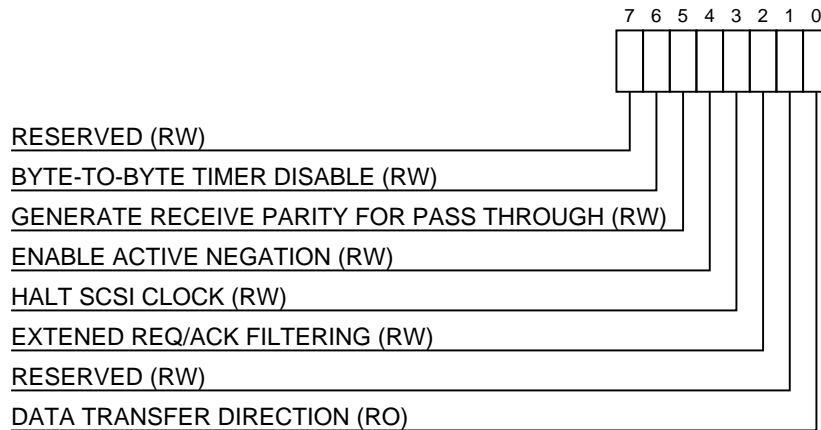 7 6 5 4 3 2 1 0
RESERVED (RW)
BYTE-TO-BYTE TIMER DISABLE (RW)
GENERATE RECEIVE PARITY FOR PASS THROUGH (RW)
ENABLE ACTIVE NEGATION (RW)
HALT SCSI CLOCK (RW)
EXTENED REQ/ACK FILTERING (RW)
RESERVED (RW)
DATA TRANSFER DIRECTION (RO)